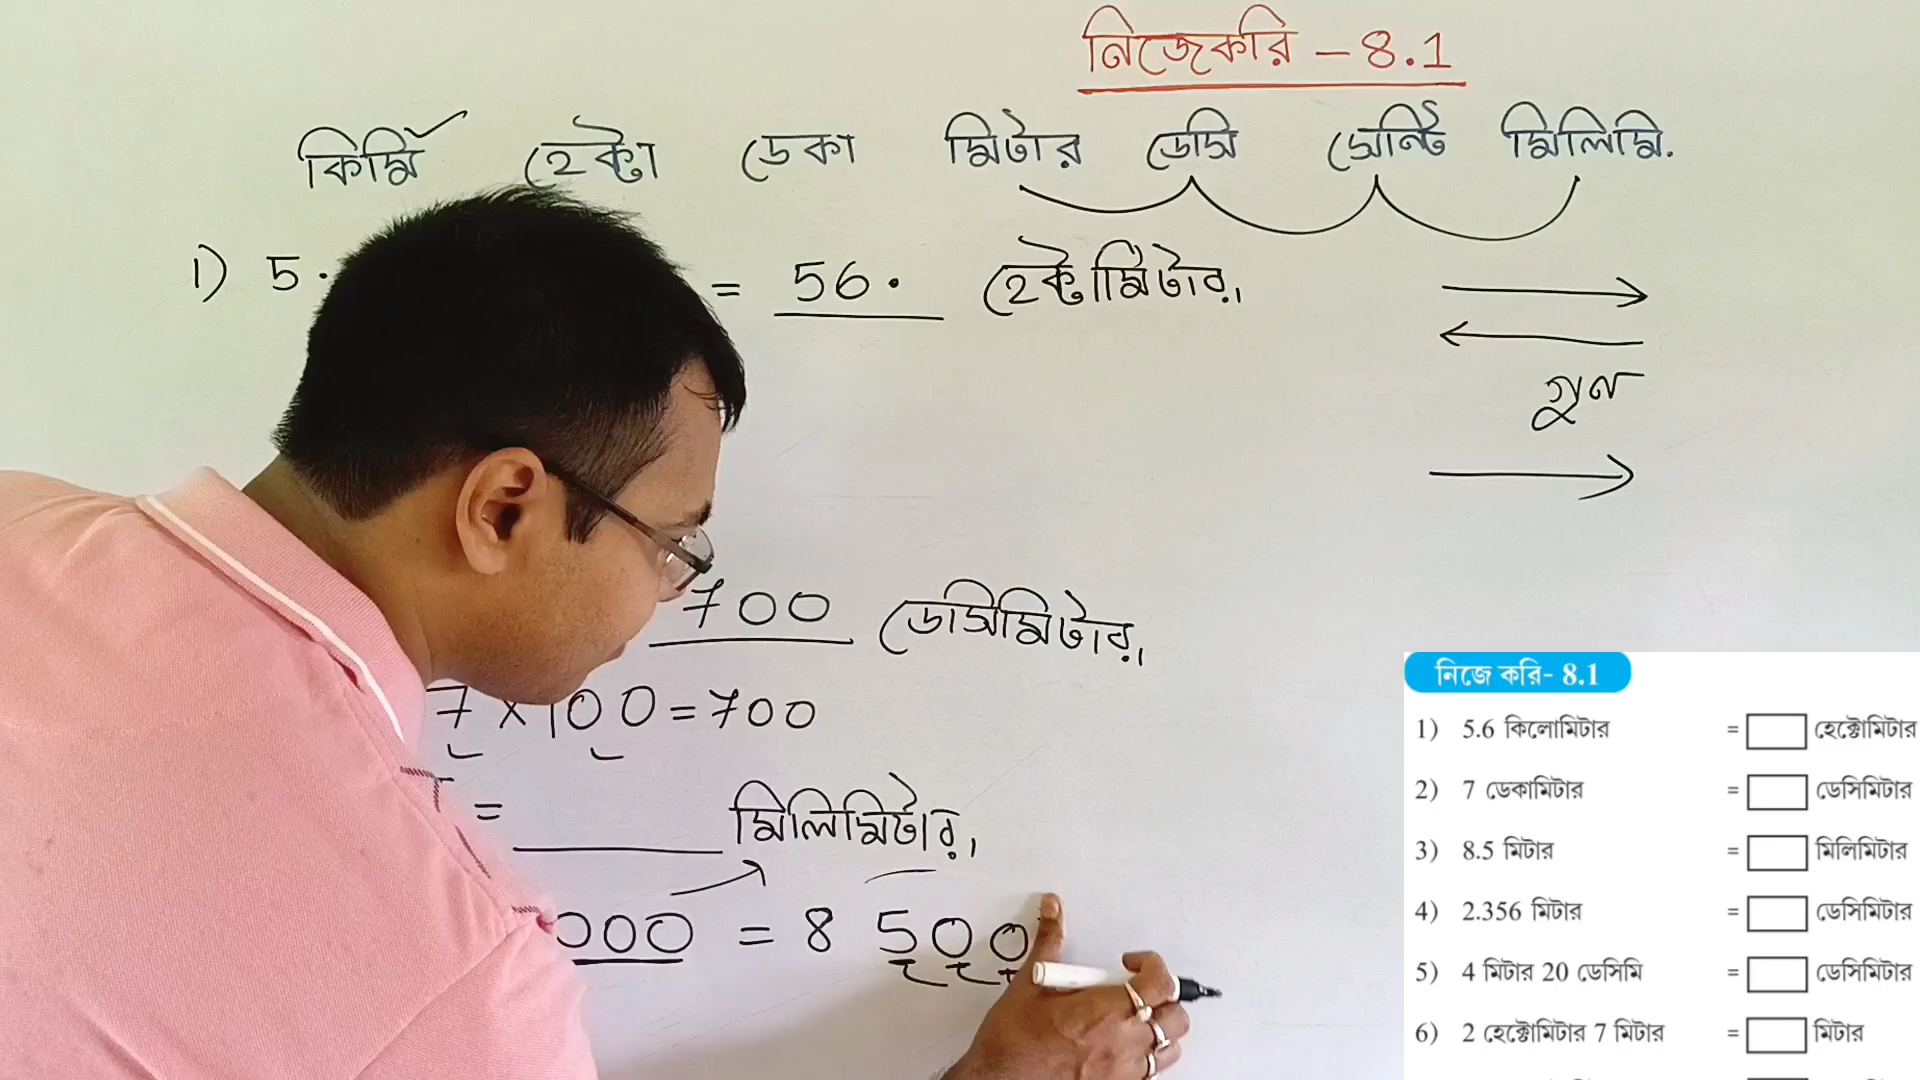 নিজেকরি – 8.1
কিমি হেক্টা ডেকা মিটার ডেসি সেন্টি মিলিমি.
1) 5. = 56. হেক্টোমিটার,
গুন
700 ডেসিমিটার,
7 x 100 = 700
= মিলিমিটার,
000 = 8 500
নিজে করি- 8.1
1) 5.6 কিলোমিটার = হেক্টোমিটার
2) 7 ডেকামিটার = ডেসিমিটার
3) 8.5 মিটার = মিলিমিটার
4) 2.356 মিটার = ডেসিমিটার
5) 4 মিটার 20 ডেসিমি = ডেসিমিটার
6) 2 হেক্টোমিটার 7 মিটার = মিটার